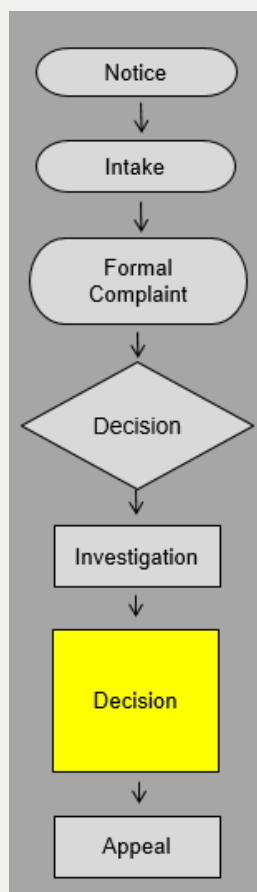 Notice
Intake
Formal
Complaint
Decision
Investigation
Decision
Appeal